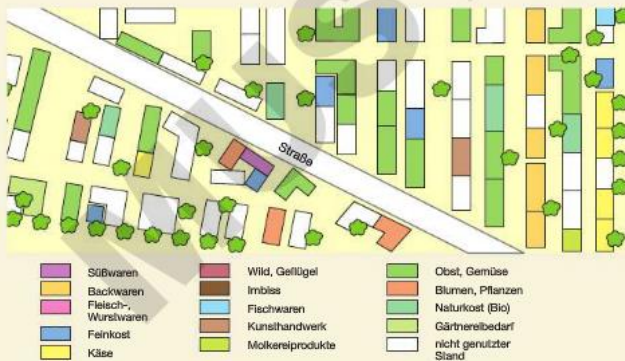 Straße
Süßwaren
Backwaren
Fleisch-,
Wurstwaren
Feinkost
Käse
Wild, Geflügel
Imbiss
Fischwaren
Kunsthandwerk
Molkereiprodukte
Obst, Gemüse
Blumen, Pflanzen
Naturkost (Bio)
Gärtnereibedarf
nicht genutzter
Stand